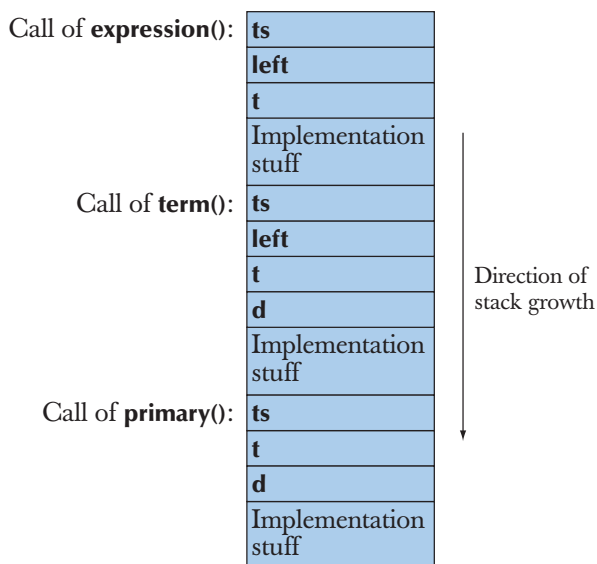 Call of expression(): ts
left
t
Implementation
stuff
Call of term(): ts
left
t
d
Direction of
stack growth
Implementation
stuff
Call of primary(): ts
t
d
Implementation
stuff